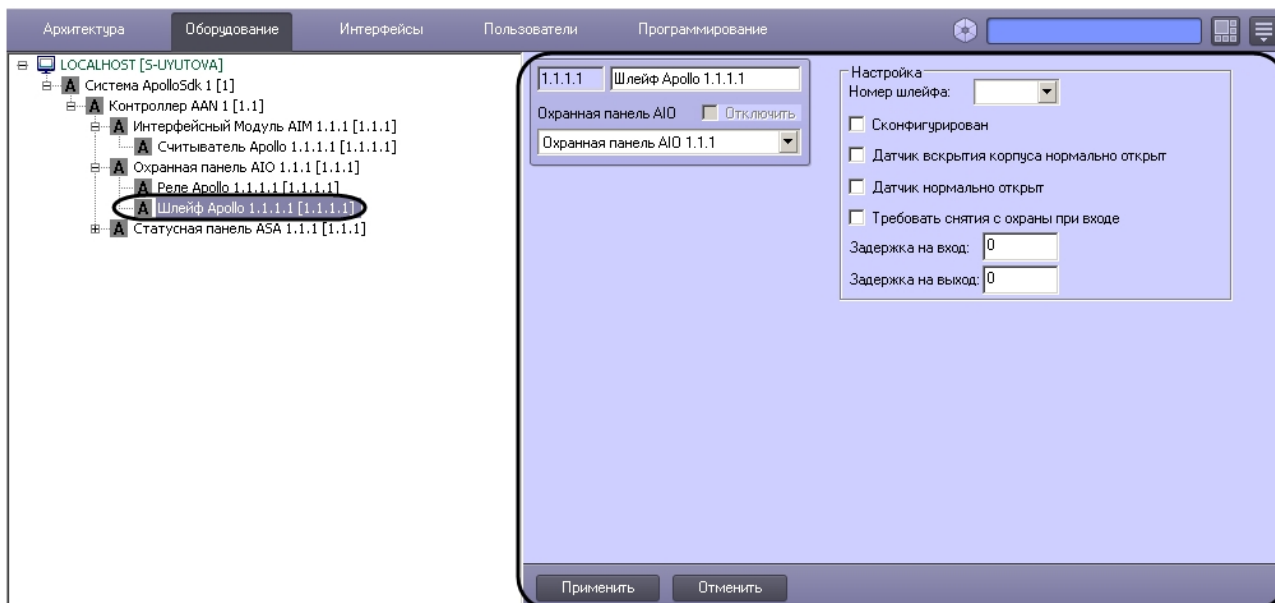 Архитектура Оборудование Интерфейсы Пользователи Программирование
LOCALHOST [S-UYUTOVA]
A Система ApolloSdk 1 [1]
A Контроллер AAN 1 [1.1]
A Интерфейсный Модуль AIM 1.1.1 [1.1.1]
A Считыватель Apollo 1.1.1.1 [1.1.1.1]
A Охранная панель AIO 1.1.1 [1.1.1]
A Реле Apollo 1.1.1.1 [1.1.1.1]
A Шлейф Apollo 1.1.1.1 [1.1.1.1]
A Статусная панель ASA 1.1.1 [1.1.1]
1.1.1.1 Шлейф Apollo 1.1.1.1
Охранная панель AIO Отключить
Охранная панель AIO 1.1.1
Настройка
Номер шлейфа:
Сконфигурирован
Датчик вскрытия корпуса нормально открыт
Датчик нормально открыт
Требовать снятия с охраны при входе
Задержка на вход: 0
Задержка на выход: 0
Применить Отменить